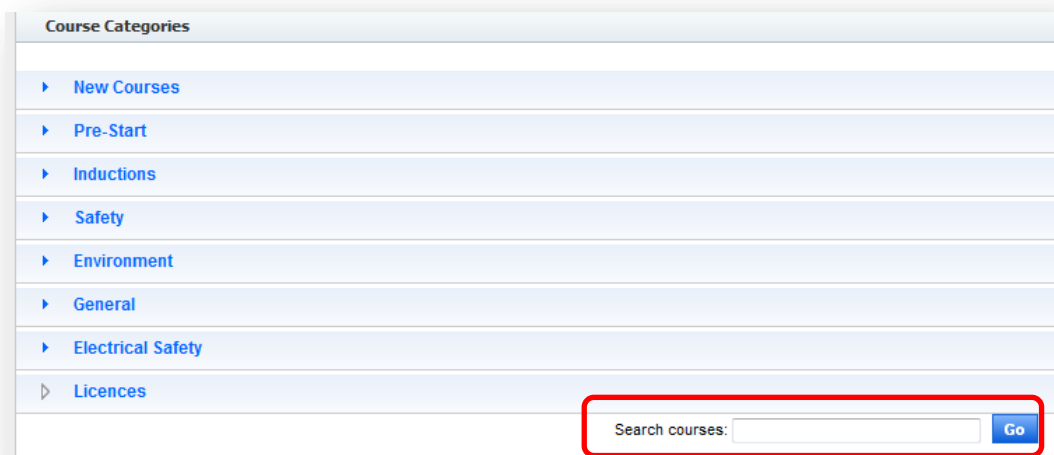 Course Categories
New Courses
Pre-Start
Inductions
Safety
Environment
General
Electrical Safety
Licences
Search courses: Go